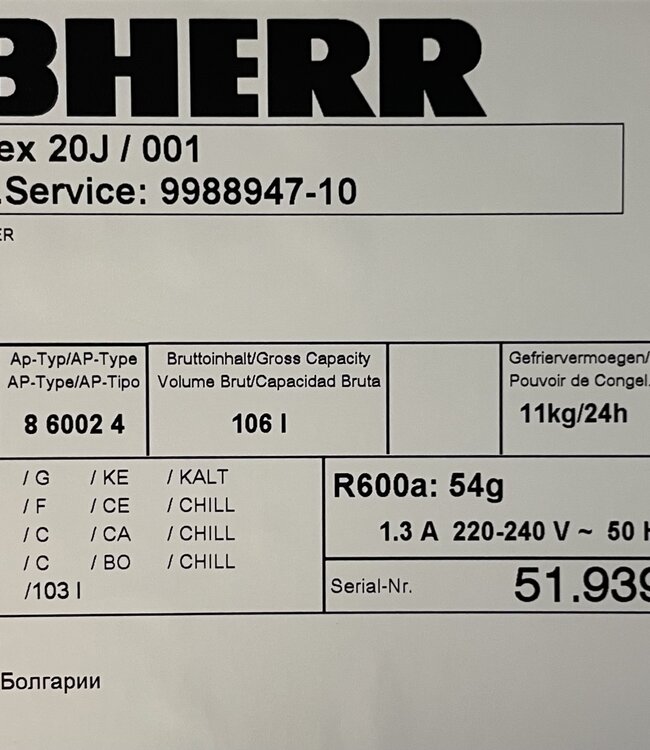 BHERR
ex 20J / 001
.Service: 9988947-10
ER
Ap-Typ/AP-Type
AP-Type/AP-Tipo
8 6002 4
Bruttoinhalt/Gross Capacity
Volume Brut/Capacidad Bruta
106 l
Gefriervermoegen/
Pouvoir de Congel.
11kg/24h
/ G / KE / KALT
/ F / CE / CHILL
/ C / CA / CHILL
/ C / BO / CHILL
/103 l
R600a: 54g
1.3 A 220-240 V ~ 50 H
Serial-Nr. 51.939
Болгарии